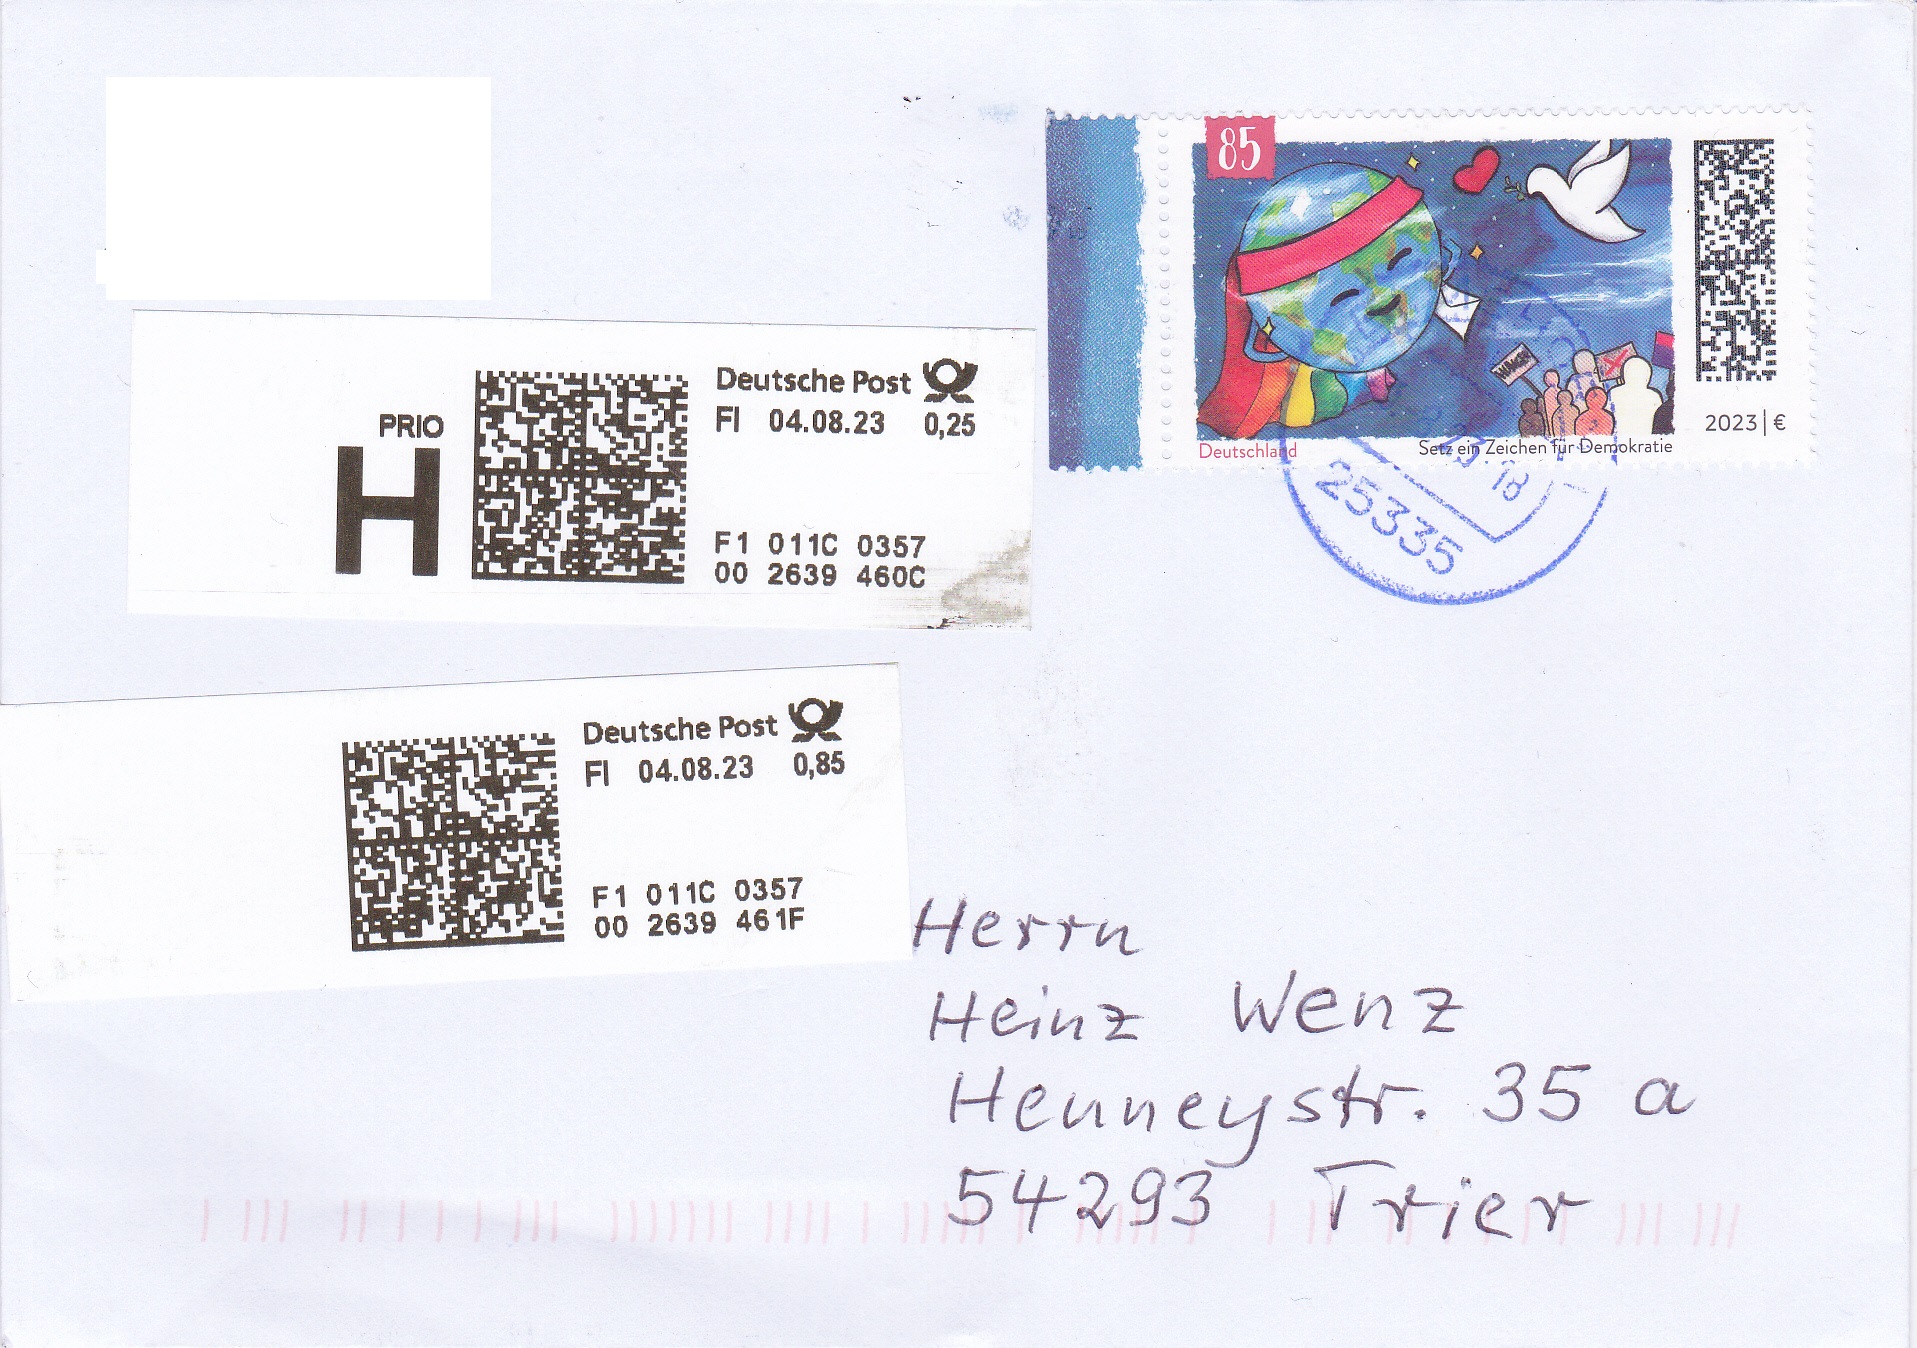 85
Deutschland
Setz ein Zeichen für Demokratie
2023|€
23.-18
25335
Deutsche Post
PRIO
FI 04.08.23 0,25
H
F1 011C 0357
00 2639 460C
Deutsche Post
FI 04.08.23 0,85
F1 011C 0357
00 2639 461F
Herrn
Heinz Wenz
Henneystr. 35 a
54293 Trier